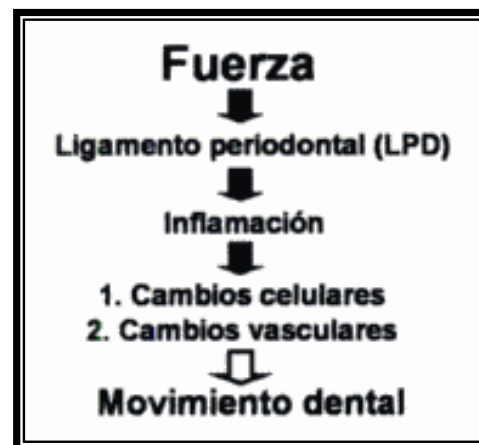 Fuerza
Ligamento periodontal (LPD)
Inflamación
1. Cambios celulares
2. Cambios vasculares
Movimiento dental